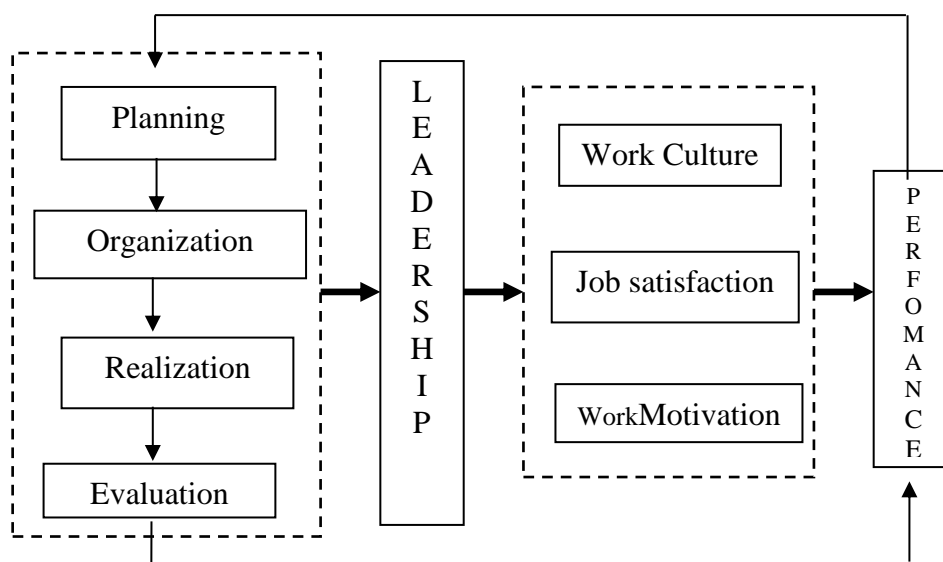 Planning
Organization
Realization
Evaluation
L
E
A
D
E
R
S
H
I
P
Work Culture
Job satisfaction
WorkMotivation
P
E
R
F
O
M
A
N
C
E